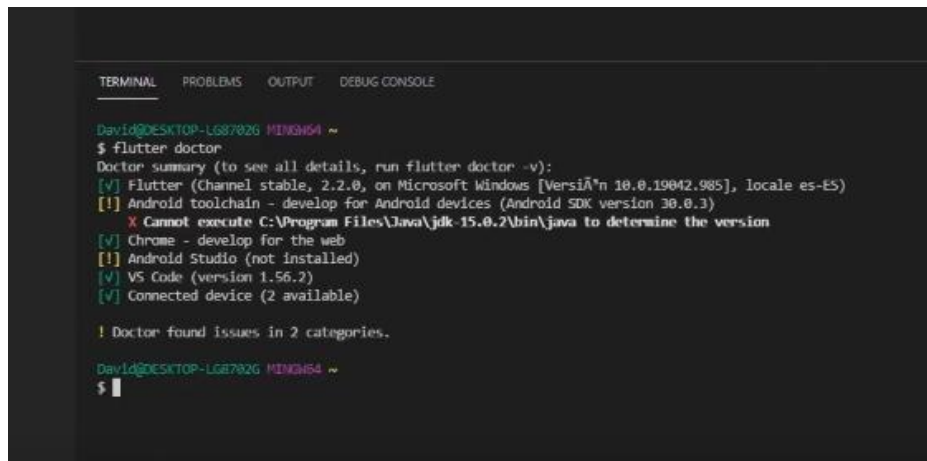 TERMINAL PROBLEMS OUTPUT DEBUG CONSOLE
David@DESKTOP-LG8702G MINGW64 ~
$ flutter doctor
Doctor summary (to see all details, run flutter doctor -v):
[√] Flutter (Channel stable, 2.2.0, on Microsoft Windows [VersiÃ³n 10.0.19042.985], locale es-ES)
[!] Android toolchain - develop for Android devices (Android SDK version 30.0.3)
X Cannot execute C:\Program Files\Java\jdk-15.0.2\bin\java to determine the version
[√] Chrome - develop for the web
[!] Android Studio (not installed)
[√] VS Code (version 1.56.2)
[√] Connected device (2 available)
! Doctor found issues in 2 categories.
David@DESKTOP-LG8702G MINGW64 ~
$